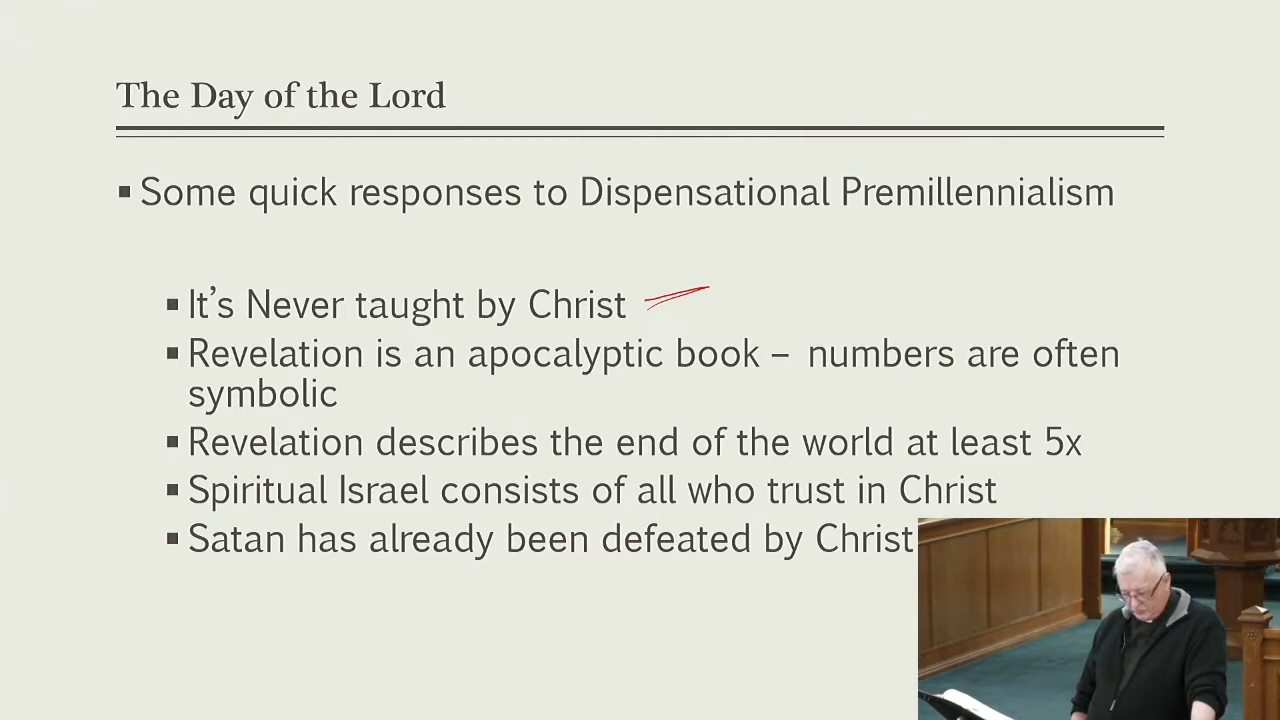 The Day of the Lord
▪ Some quick responses to Dispensational Premillennialism
▪ It’s Never taught by Christ
▪ Revelation is an apocalyptic book – numbers are often
symbolic
▪ Revelation describes the end of the world at least 5x
▪ Spiritual Israel consists of all who trust in Christ
▪ Satan has already been defeated by Christ